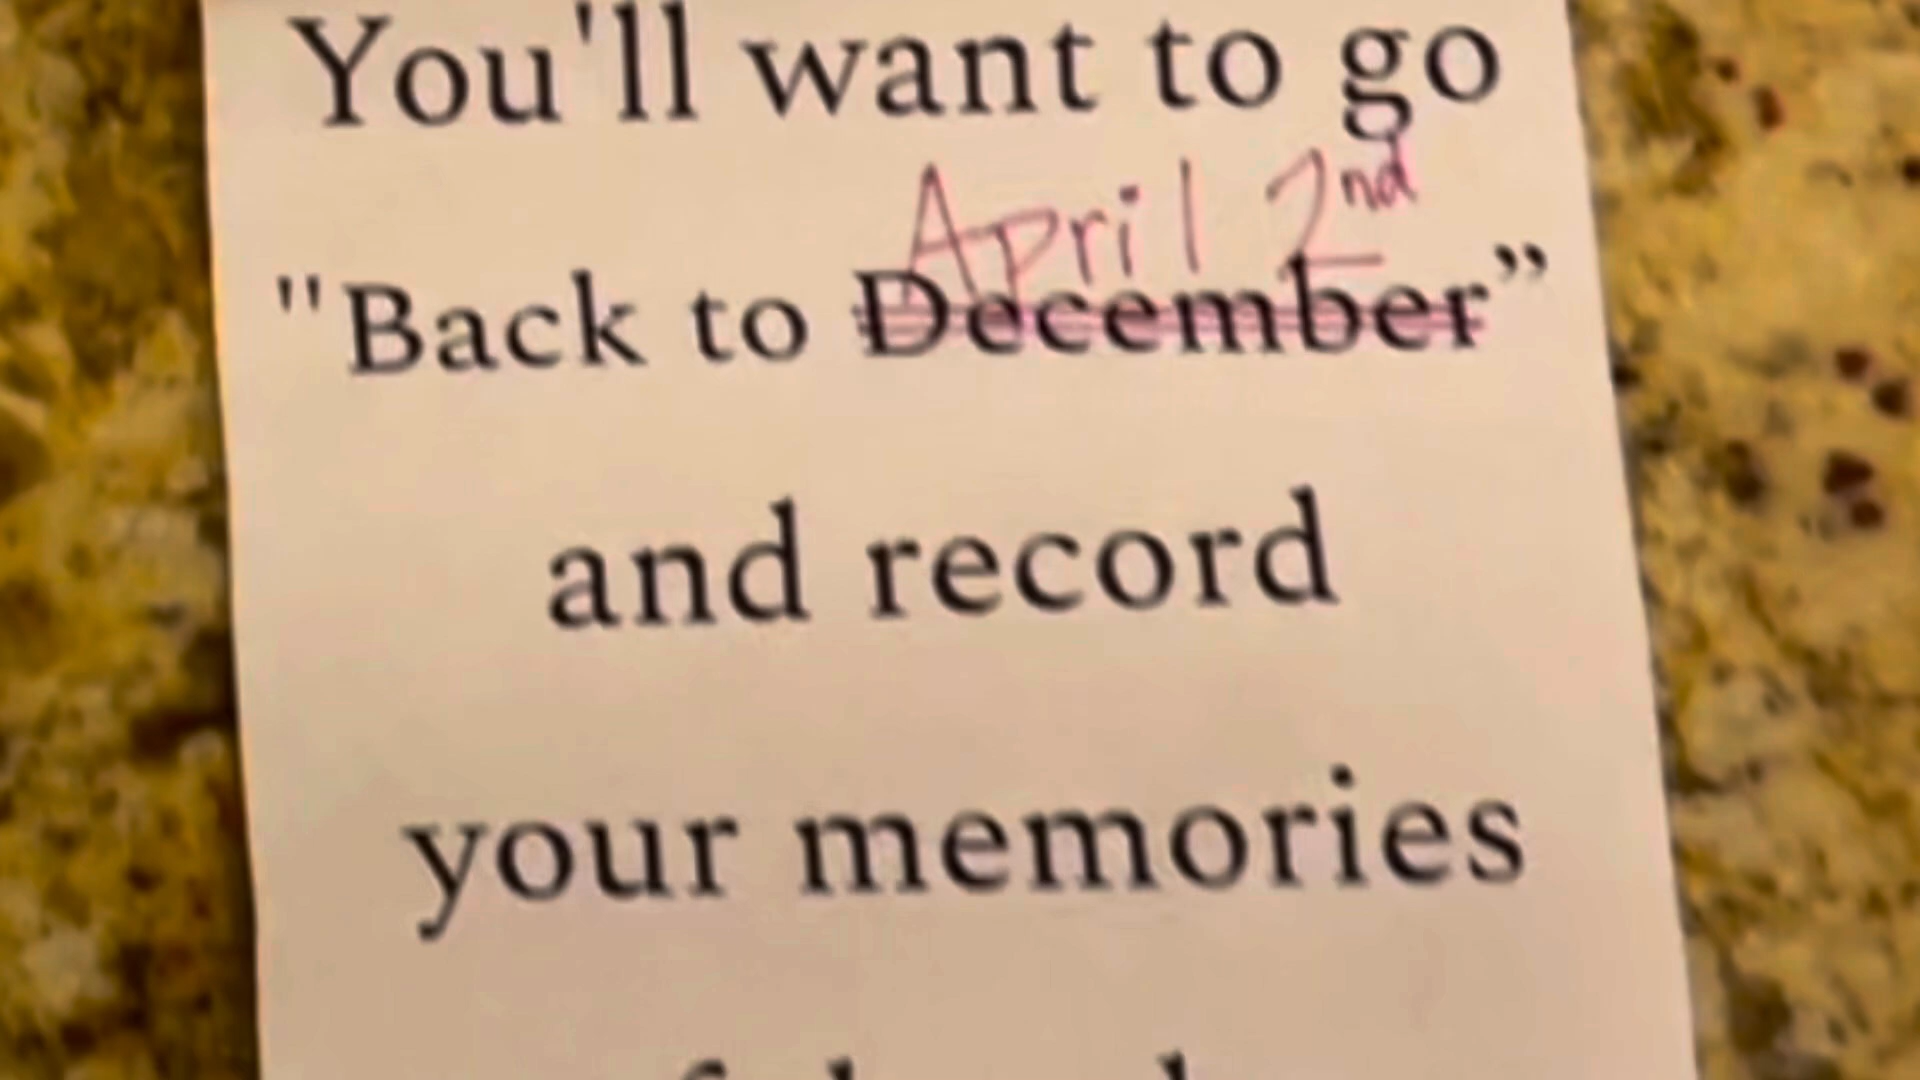 You'll want to go
April 2nd
"Back to December”
and record
your memories